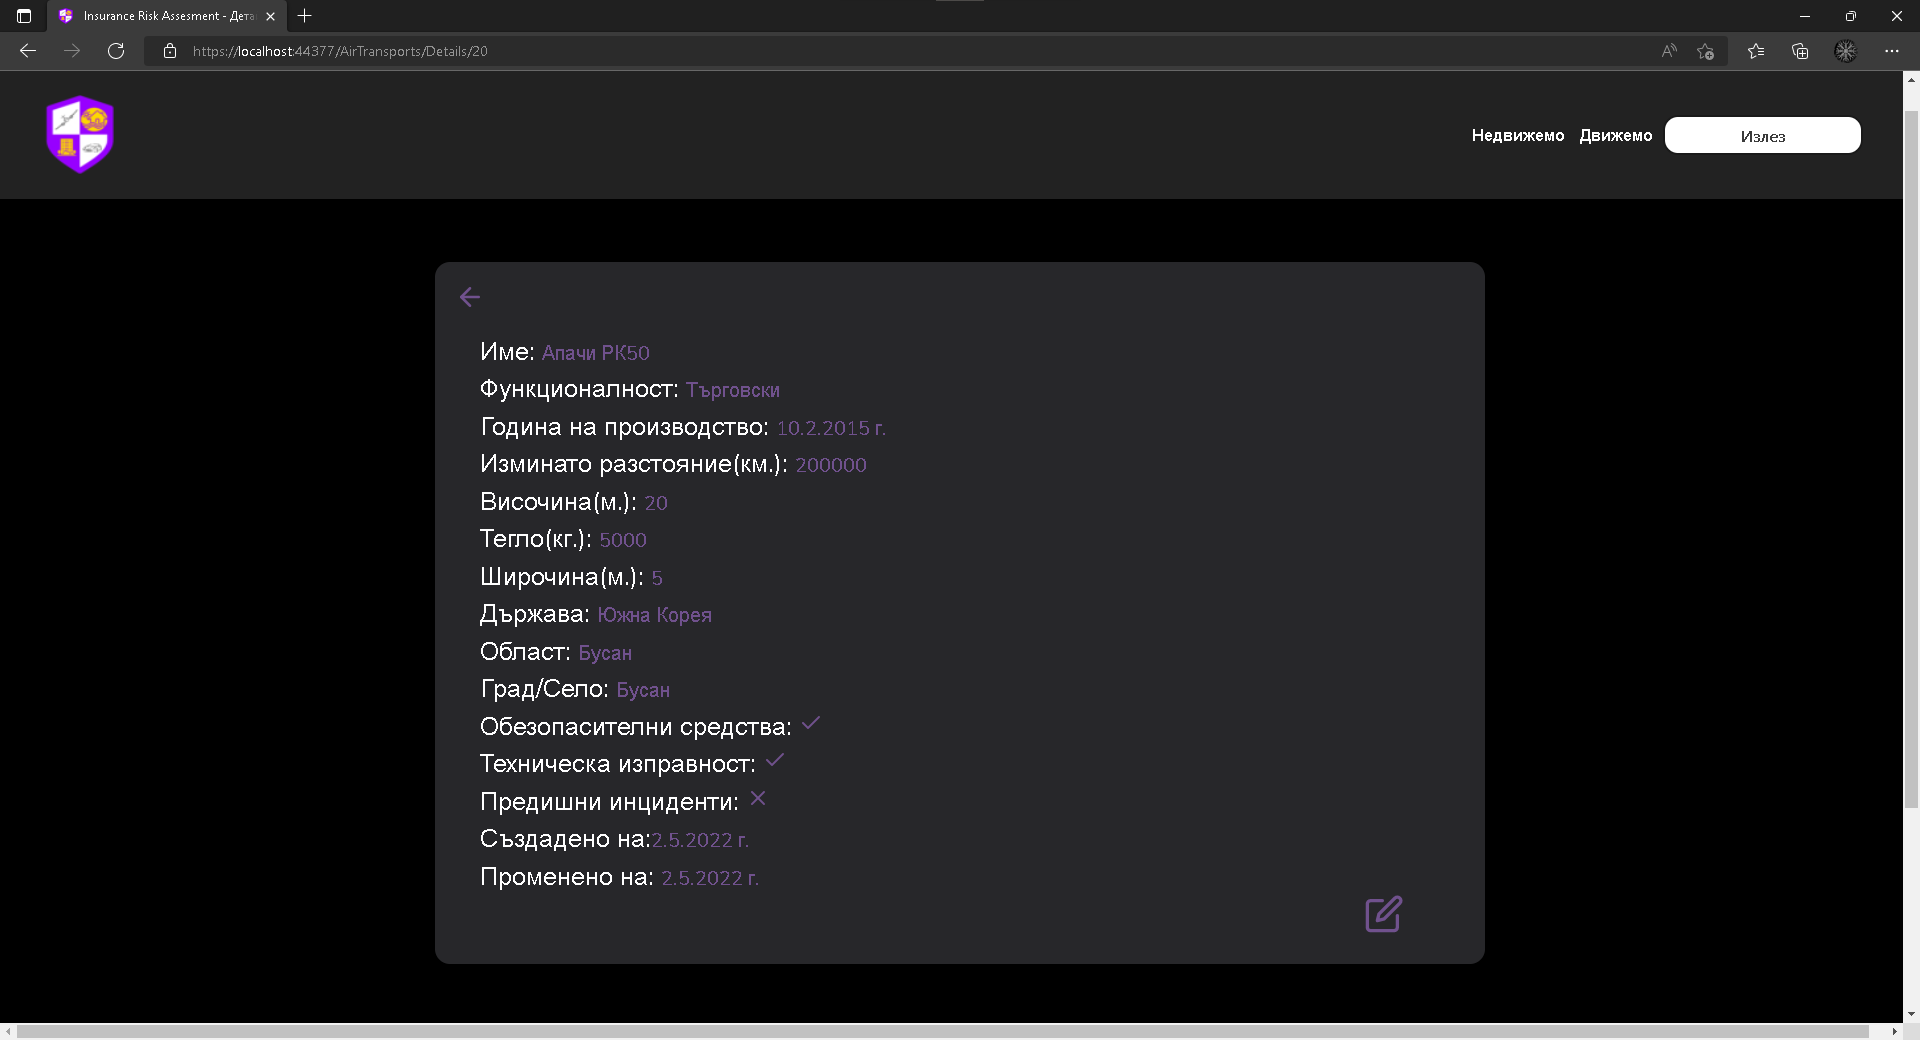 Insurance Risk Assesment - Дета
https://localhost:44377/AirTransports/Details/20
Недвижемо Движемо Излез
Име: Апачи РК50
Функционалност: Търговски
Година на производство: 10.2.2015 г.
Изминато разстояние(км.): 200000
Височина(м.): 20
Тегло(кг.): 5000
Широчина(м.): 5
Държава: Южна Корея
Област: Бусан
Град/Село: Бусан
Обезопасителни средства:
Техническа изправност:
Предишни инциденти:
Създадено на:2.5.2022 г.
Променено на: 2.5.2022 г.